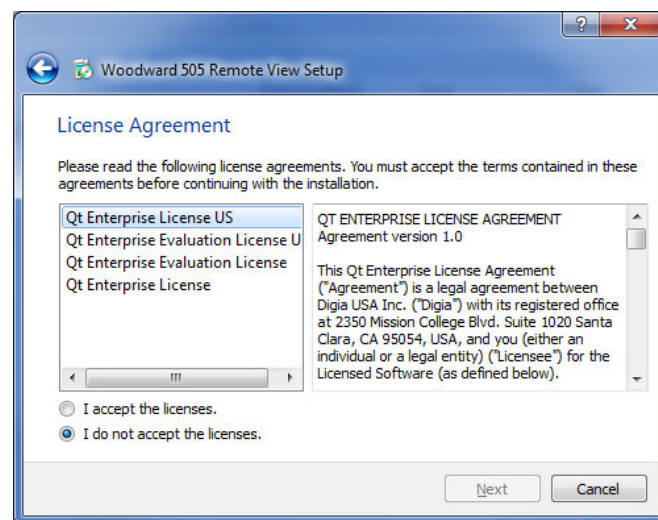 Woodward 505 Remote View Setup
License Agreement
Please read the following license agreements. You must accept the terms contained in these
agreements before continuing with the installation.
Qt Enterprise License US
Qt Enterprise Evaluation License U
Qt Enterprise Evaluation License
Qt Enterprise License
QT ENTERPRISE LICENSE AGREEMENT
Agreement version 1.0
This Qt Enterprise License Agreement
("Agreement") is a legal agreement between
Digia USA Inc. ("Digia") with its registered office
at 2350 Mission College Blvd. Suite 1020 Santa
Clara, CA 95054, USA, and you (either an
individual or a legal entity) ("Licensee") for the
Licensed Software (as defined below).
I accept the licenses.
I do not accept the licenses.
Next
Cancel